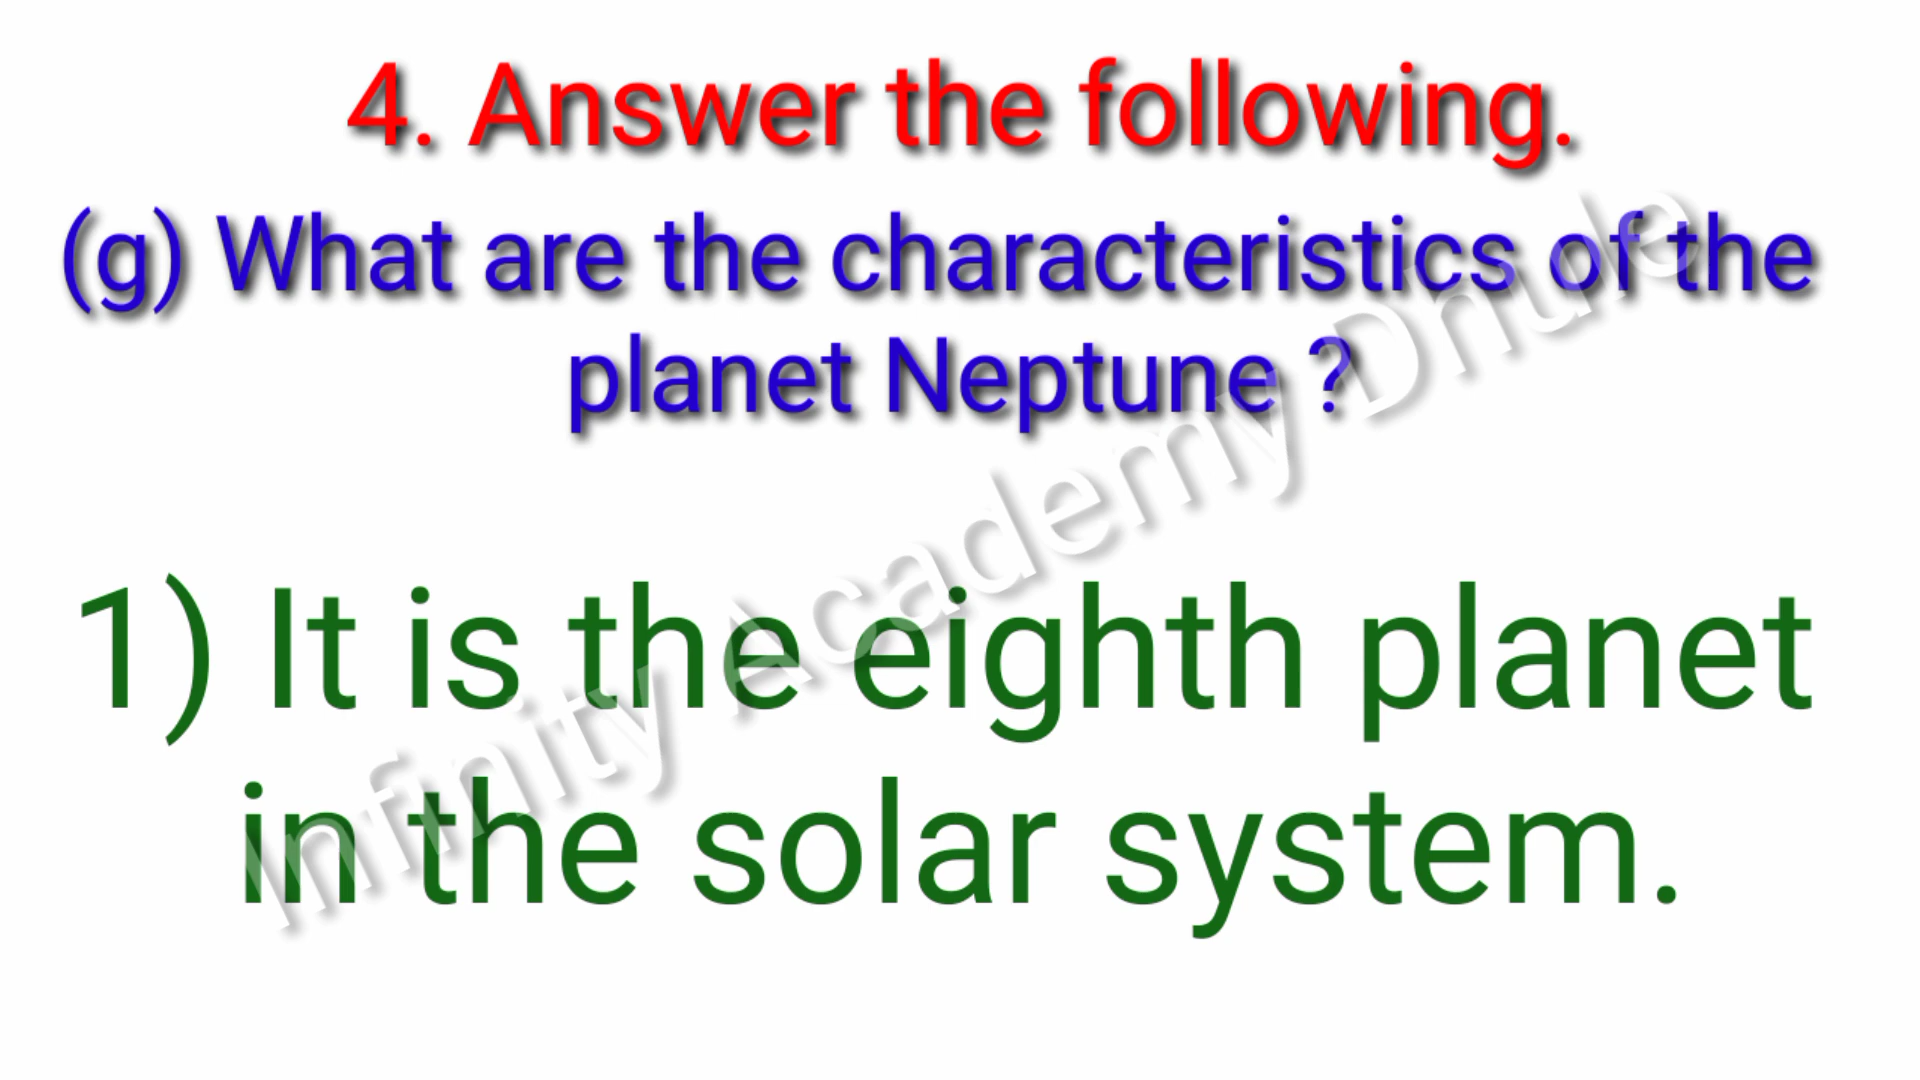 4. Answer the following.
(g) What are the characteristics of the
planet Neptune ?
1) It is the eighth planet
in the solar system.
Infinity Academy Dhule